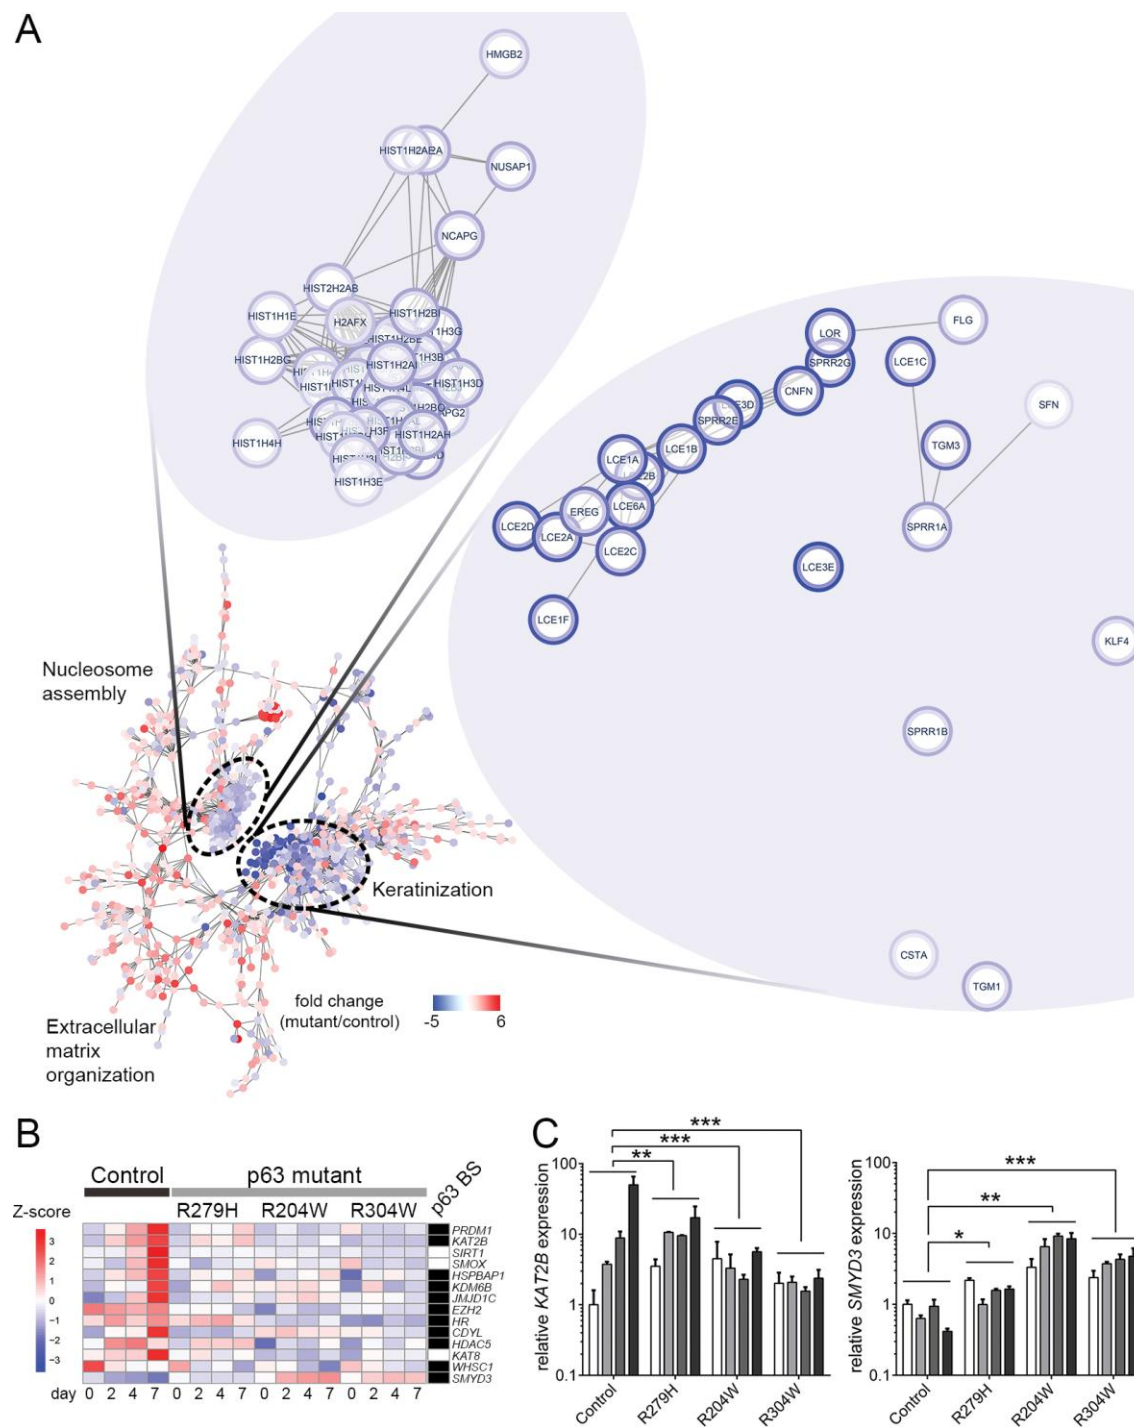 A
HMGB2
NUSAP1
NCAPG
HIST2H2AB
HIST1H1E
H2AFX
HIST1H2BI
HIST1H2BG
HIST1H2AI
HIST1H3D
HIST1H4H
HIST1H2AH
HIST1H3E
LOR
FLG
SPRR2G
LCE1C
CNFN
SFN
SPRR2E
LCE1B
TGM3
LCE1A
LCE6A
EREG
SPRR1A
LCE2D
LCE2A
LCE2C
LCE3E
LCE1F
KLF4
SPRR1B
CSTA
TGM1
Nucleosome
assembly
Keratinization
Extracellular
matrix
organization
fold change
(mutant/control)
-5 6
B
Control p63 mutant p63 BS
R279H R204W R304W
Z-score
3
2
1
0
−1
−2
−3
PRDM1
KAT2B
SIRT1
SMOX
HSPBAP1
KDM6B
JMJD1C
EZH2
HR
CDYL
HDAC5
KAT8
WHSC1
SMYD3
day 0 2 4 7 0 2 4 7 0 2 4 7 0 2 4 7
C
relative KAT2B expression
100
10
1
0.1
***
***
**
Control R279H R204W R304W
relative SMYD3 expression
100
10
1
0.1
***
**
*
Control R279H R204W R304W